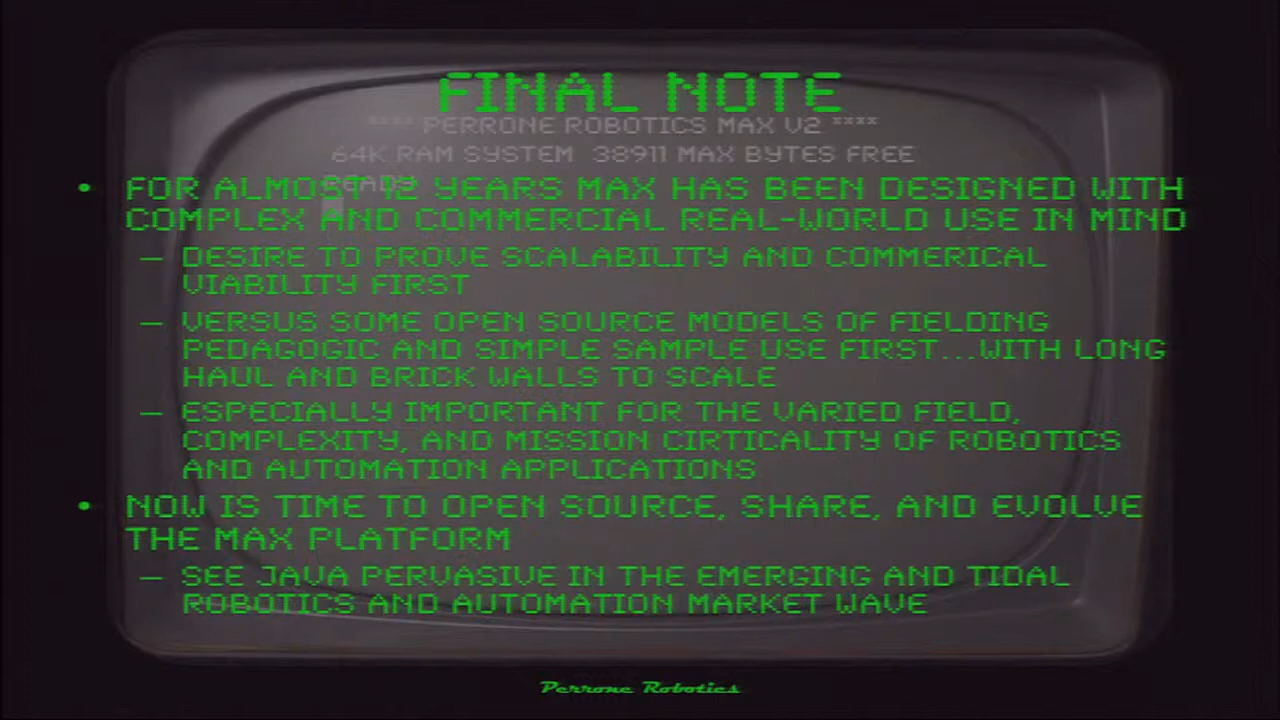 FINAL NOTE
**** PERRONE ROBOTICS MAX V2 ****
64K RAM SYSTEM 38911 MAX BYTES FREE
READY
• FOR ALMOST 12 YEARS MAX HAS BEEN DESIGNED WITH
COMPLEX AND COMMERCIAL REAL-WORLD USE IN MIND
– DESIRE TO PROVE SCALABILITY AND COMMERICAL
VIABILITY FIRST
– VERSUS SOME OPEN SOURCE MODELS OF FIELDING
PEDAGOGIC AND SIMPLE SAMPLE USE FIRST...WITH LONG
HAUL AND BRICK WALLS TO SCALE
– ESPECIALLY IMPORTANT FOR THE VARIED FIELD,
COMPLEXITY, AND MISSION CIRTICALITY OF ROBOTICS
AND AUTOMATION APPLICATIONS
• NOW IS TIME TO OPEN SOURCE, SHARE, AND EVOLVE
THE MAX PLATFORM
– SEE JAVA PERVASIVE IN THE EMERGING AND TIDAL
ROBOTICS AND AUTOMATION MARKET WAVE
Perrone Robotics